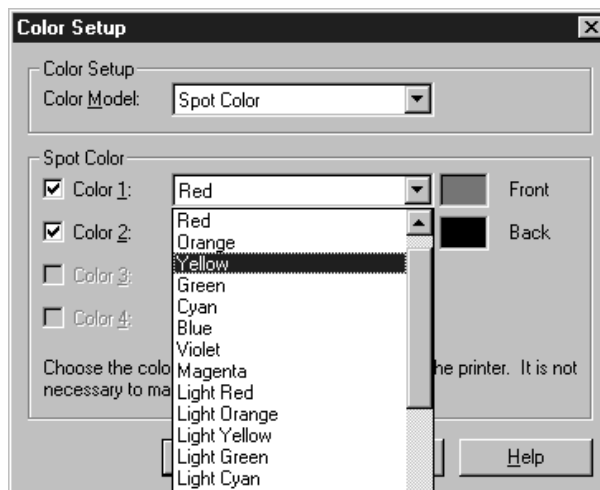 Color Setup
Color Setup
Color Model: Spot Color
Spot Color
Color 1: Red Front
Color 2: Back
Color 3:
Color 4:
Red
Orange
Yellow
Green
Cyan
Blue
Violet
Magenta
Light Red
Light Orange
Light Yellow
Light Green
Light Cyan
Choose the he printer. It is not
necessary to
Help